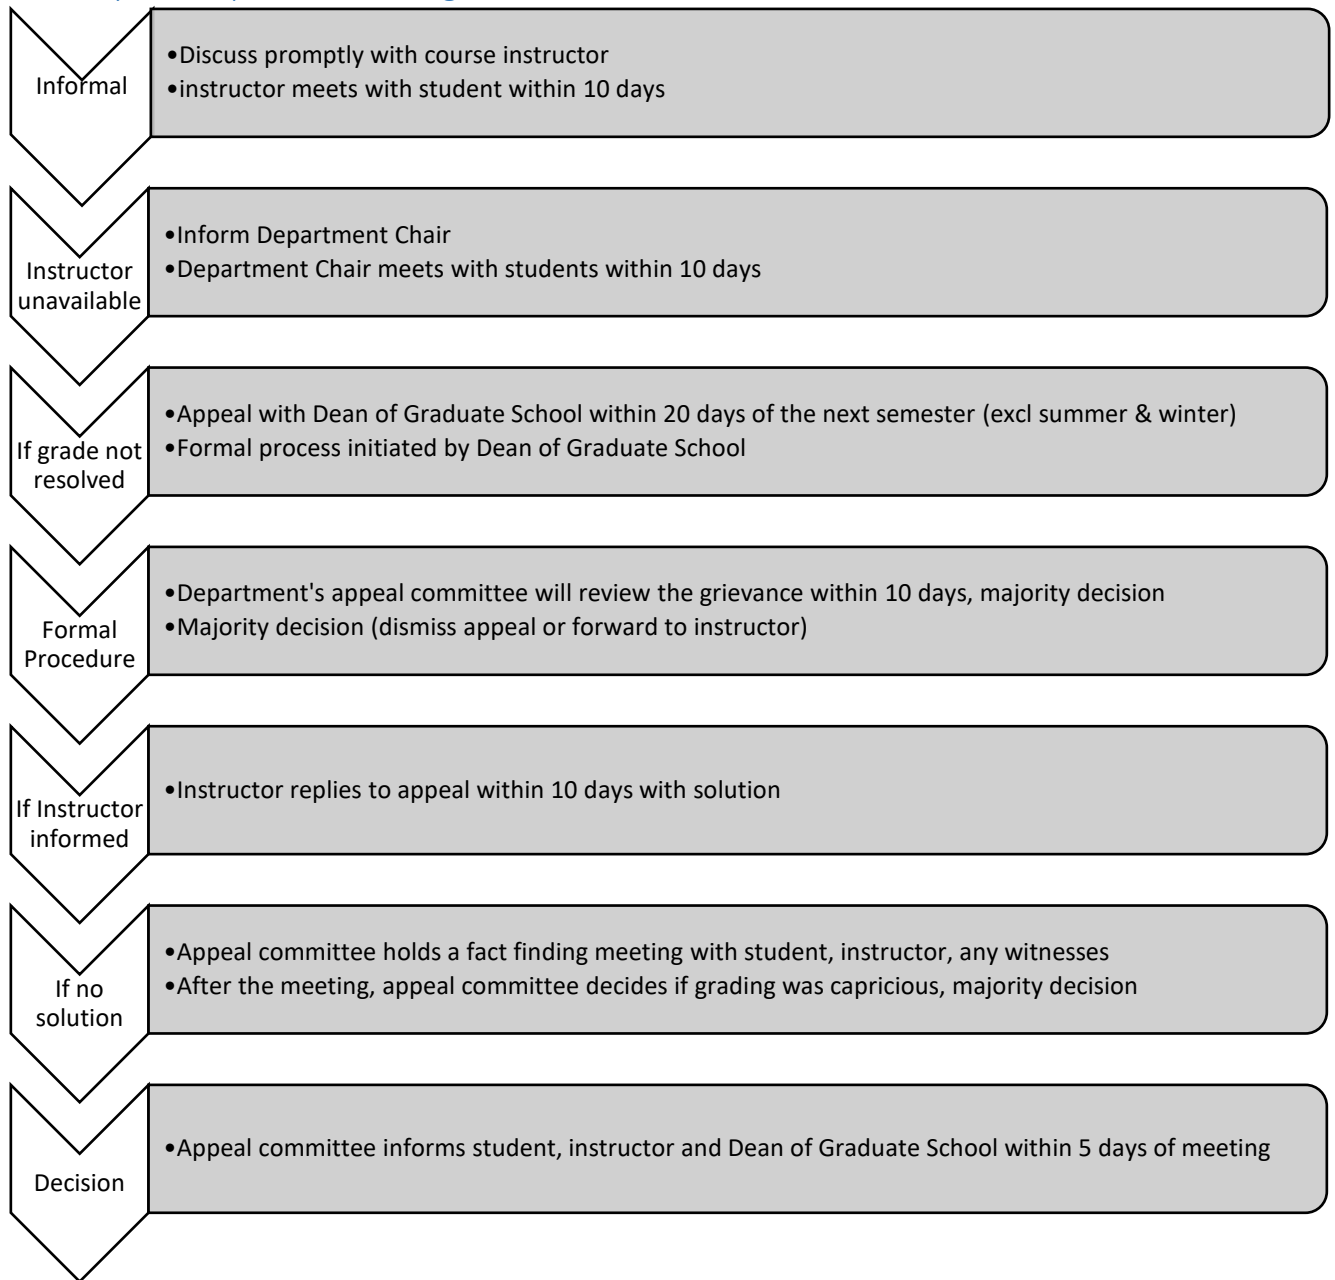 Informal
•Discuss promptly with course instructor
•instructor meets with student within 10 days
Instructor
unavailable
•Inform Department Chair
•Department Chair meets with students within 10 days
If grade not
resolved
•Appeal with Dean of Graduate School within 20 days of the next semester (excl summer & winter)
•Formal process initiated by Dean of Graduate School
Formal
Procedure
•Department's appeal committee will review the grievance within 10 days, majority decision
•Majority decision (dismiss appeal or forward to instructor)
If Instructor
informed
•Instructor replies to appeal within 10 days with solution
If no
solution
•Appeal committee holds a fact finding meeting with student, instructor, any witnesses
•After the meeting, appeal committee decides if grading was capricious, majority decision
Decision
•Appeal committee informs student, instructor and Dean of Graduate School within 5 days of meeting